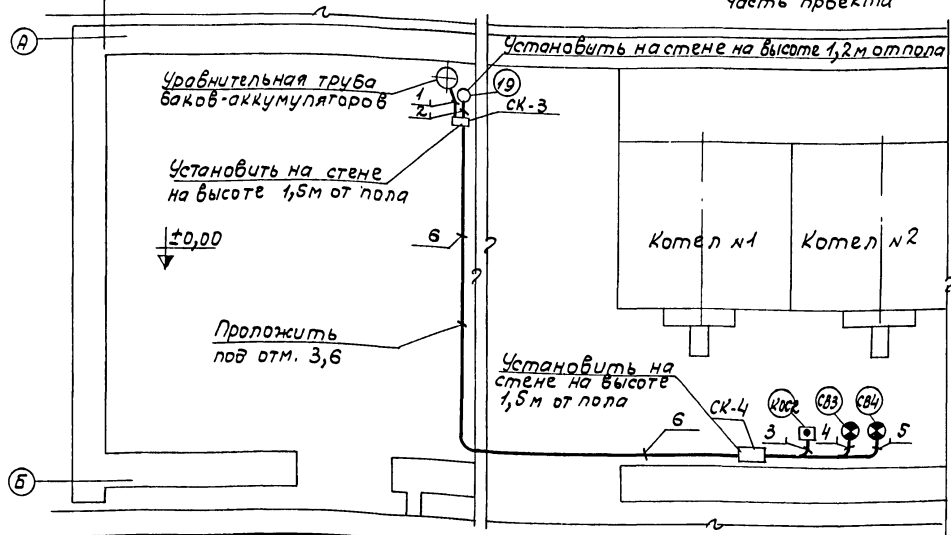 часть проекта
А
Установить на стене на высоте 1,2м от пола
Уравнительная труба
баков-аккумуляторов
1
2
19
СК-3
Установить на стене
на высоте 1,5м от пола
±0,00
6
Котел №1
Котел №2
Проложить
под отм. 3,6
Установить на
стене на высоте
1,5м от пола
СК-4
КОС2
СВ3
СВ4
6
3
4
5
Б